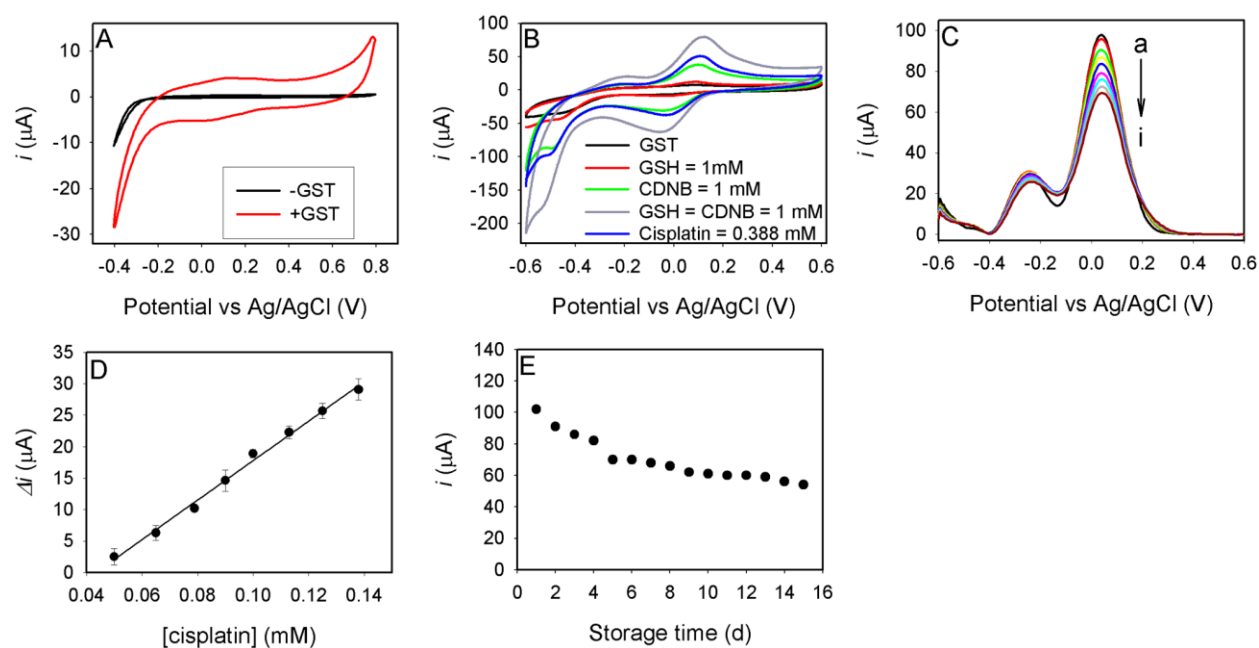 A
i (μA)
10
0
-10
-20
-30
-GST
+GST
-0.4 -0.2 0.0 0.2 0.4 0.6 0.8
Potential vs Ag/AgCl (V)
B
i (μA)
100
50
0
-50
-100
-150
-200
GST
GSH = 1mM
CDNB = 1 mM
GSH = CDNB = 1 mM
Cisplatin = 0.388 mM
-0.6 -0.4 -0.2 0.0 0.2 0.4 0.6
Potential vs Ag/AgCl (V)
C
i (μA)
100
80
60
40
20
0
a
i
-0.6 -0.4 -0.2 0.0 0.2 0.4 0.6
Potential vs Ag/AgCl (V)
D
Δi (μA)
35
30
25
20
15
10
5
0
0.04 0.06 0.08 0.10 0.12 0.14
[cisplatin] (mM)
E
i (μA)
140
120
100
80
60
40
20
0
0 2 4 6 8 10 12 14 16
Storage time (d)